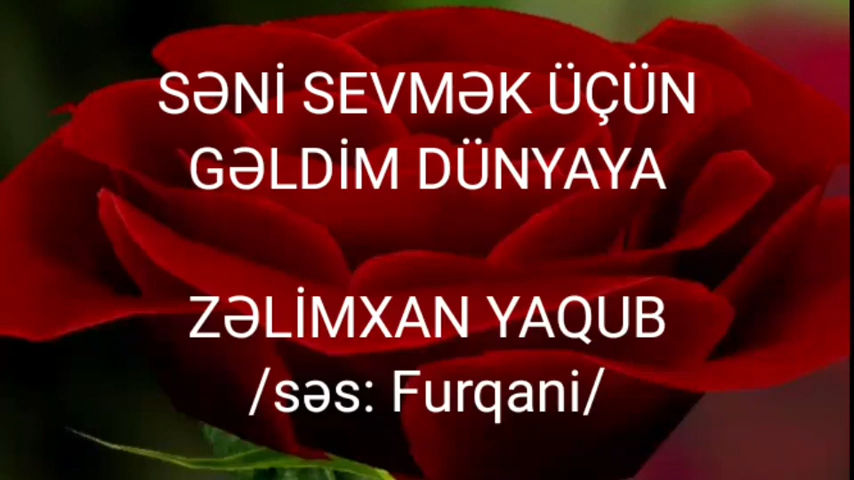 SƏNİ SEVMƏK ÜÇÜN
GƏLDİM DÜNYAYA
ZƏLİMXAN YAQUB
/səs: Furqani/